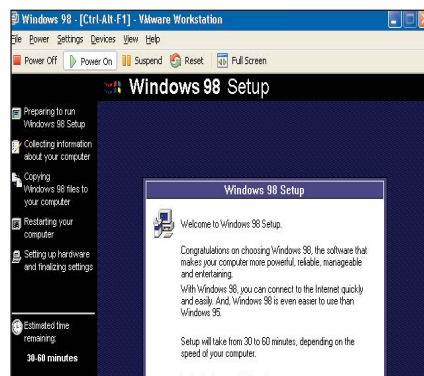 Windows 98 - [Ctrl-Alt-F1] - VMware Workstation
File Power Settings Devices View Help
Power Off Power On Suspend Reset Full Screen
Windows 98 Setup
Preparing to run
Windows 98 Setup
Collecting information
about your computer
Copying
Windows 98 files to
your computer
Restarting your
computer
Setting up hardware
and finalizing settings
Estimated time
remaining:
30-60 minutes
Windows 98 Setup
Welcome to Windows 98 Setup.
Congratulations on choosing Windows 98, the software that
makes your computer more powerful, reliable, manageable
and entertaining.
With Windows 98, you can connect to the Internet quickly
and easily. And, Windows 98 is even easier to use than
Windows 95.
Setup will take from 30 to 60 minutes, depending on the
speed of your computer.